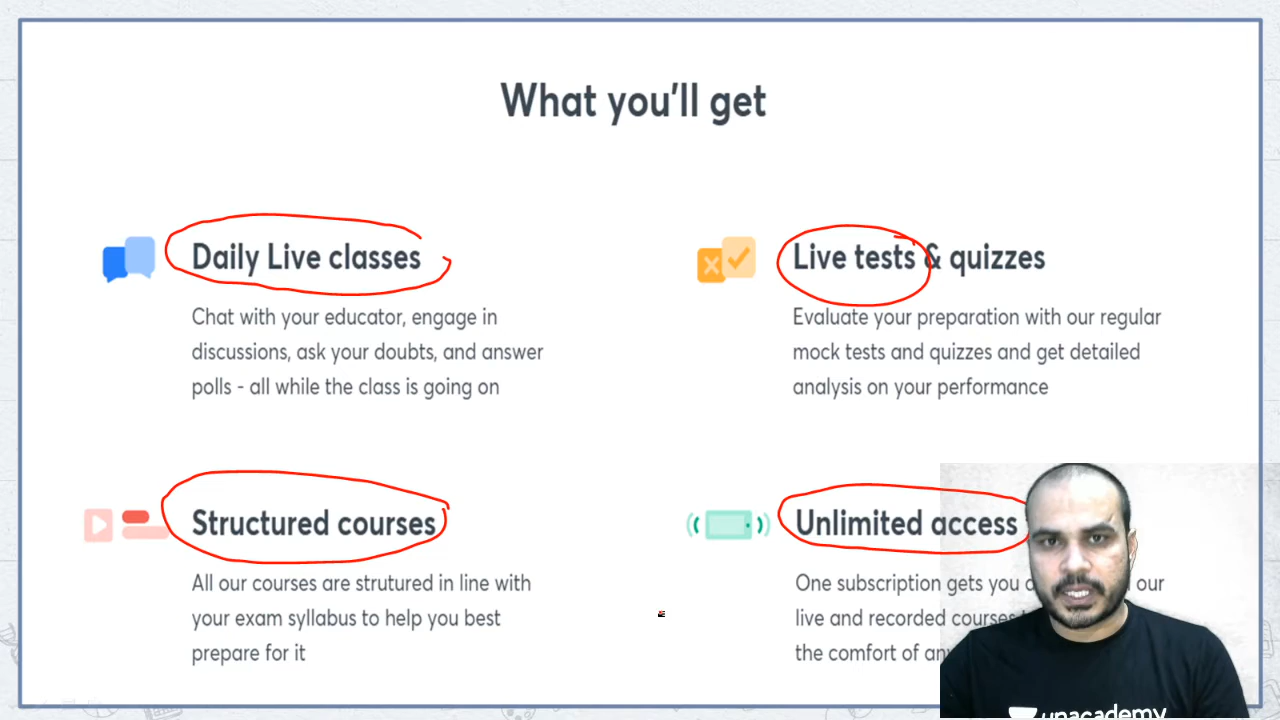 What you'll get
Daily Live classes
Chat with your educator, engage in
discussions, ask your doubts, and answer
polls - all while the class is going on
Live tests & quizzes
Evaluate your preparation with our regular
mock tests and quizzes and get detailed
analysis on your performance
Structured courses
All our courses are strutured in line with
your exam syllabus to help you best
prepare for it
Unlimited access
One subscription gets you our
live and recorded courses
the comfort of
unacademy